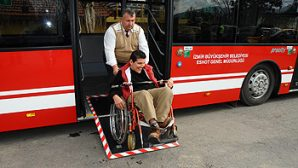 İZMİR BÜYÜKŞEHİR BELEDİYESİ
ESHOT GENEL MÜDÜRLÜĞÜ